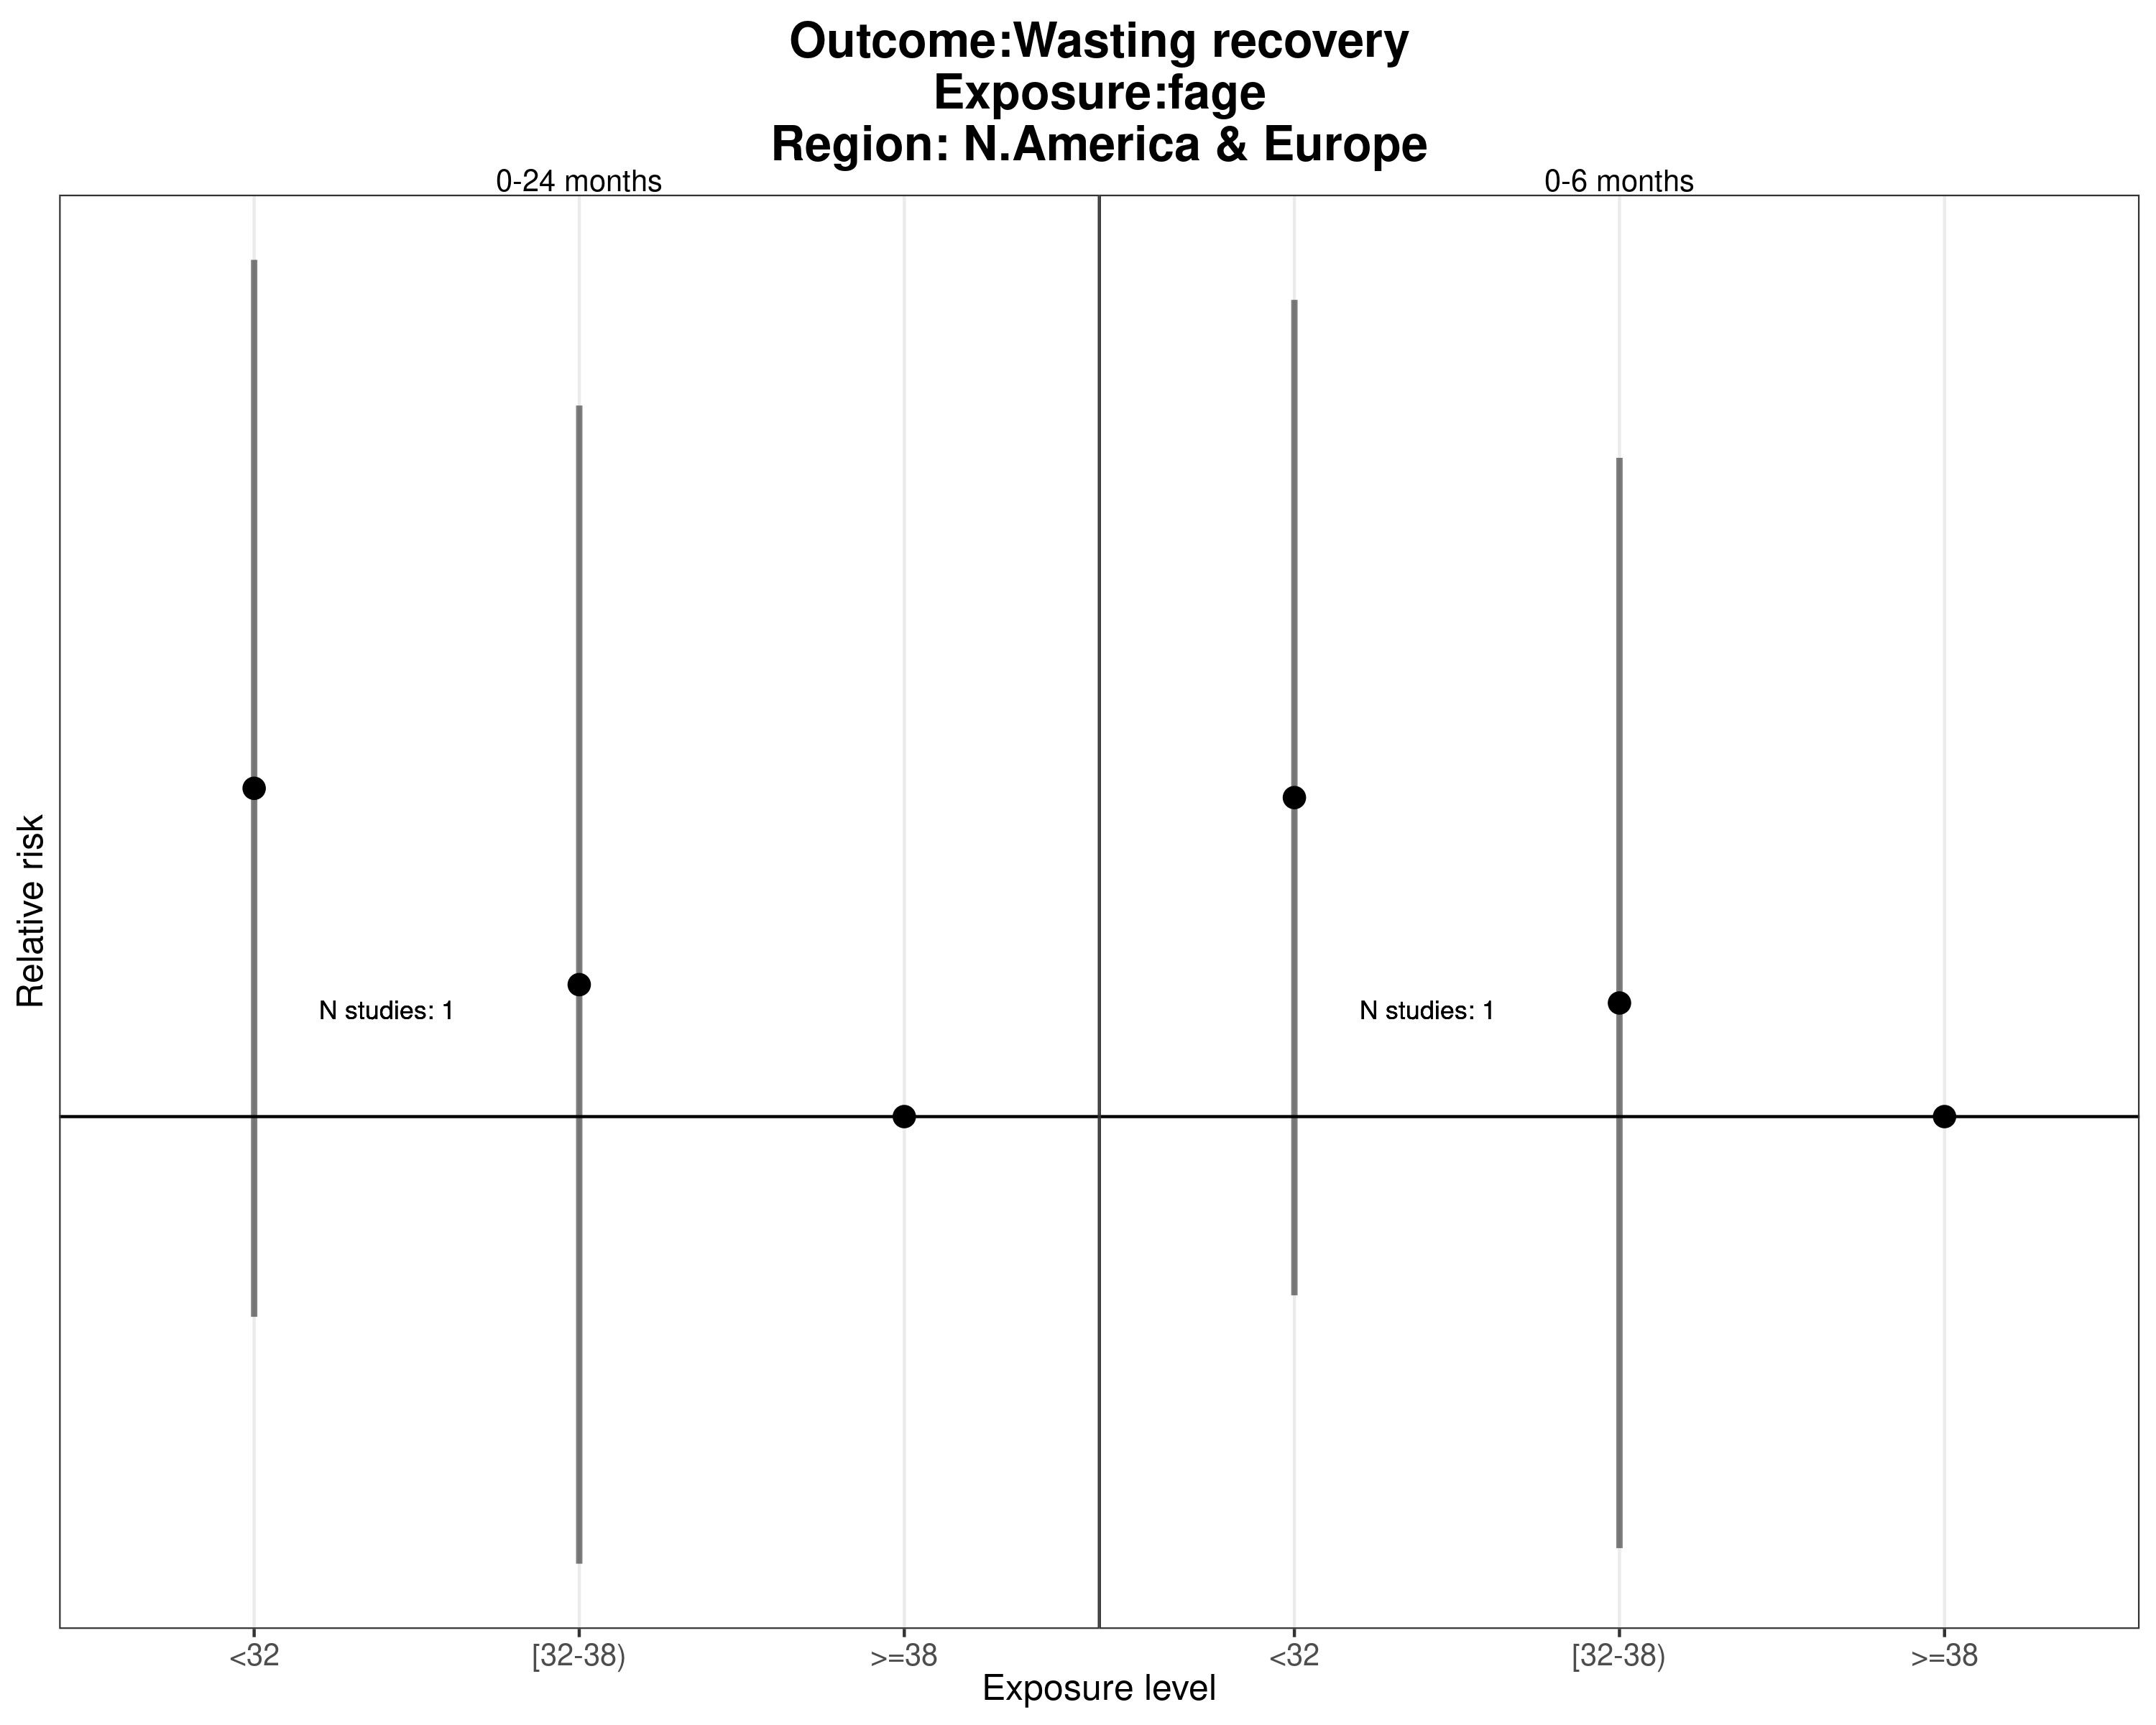 Outcome:Wasting recovery
Exposure:fage
Region: N.America & Europe
0-24 months
0-6 months
Relative risk
N studies: 1
N studies: 1
<32
[32-38)
>=38
<32
[32-38)
>=38
Exposure level